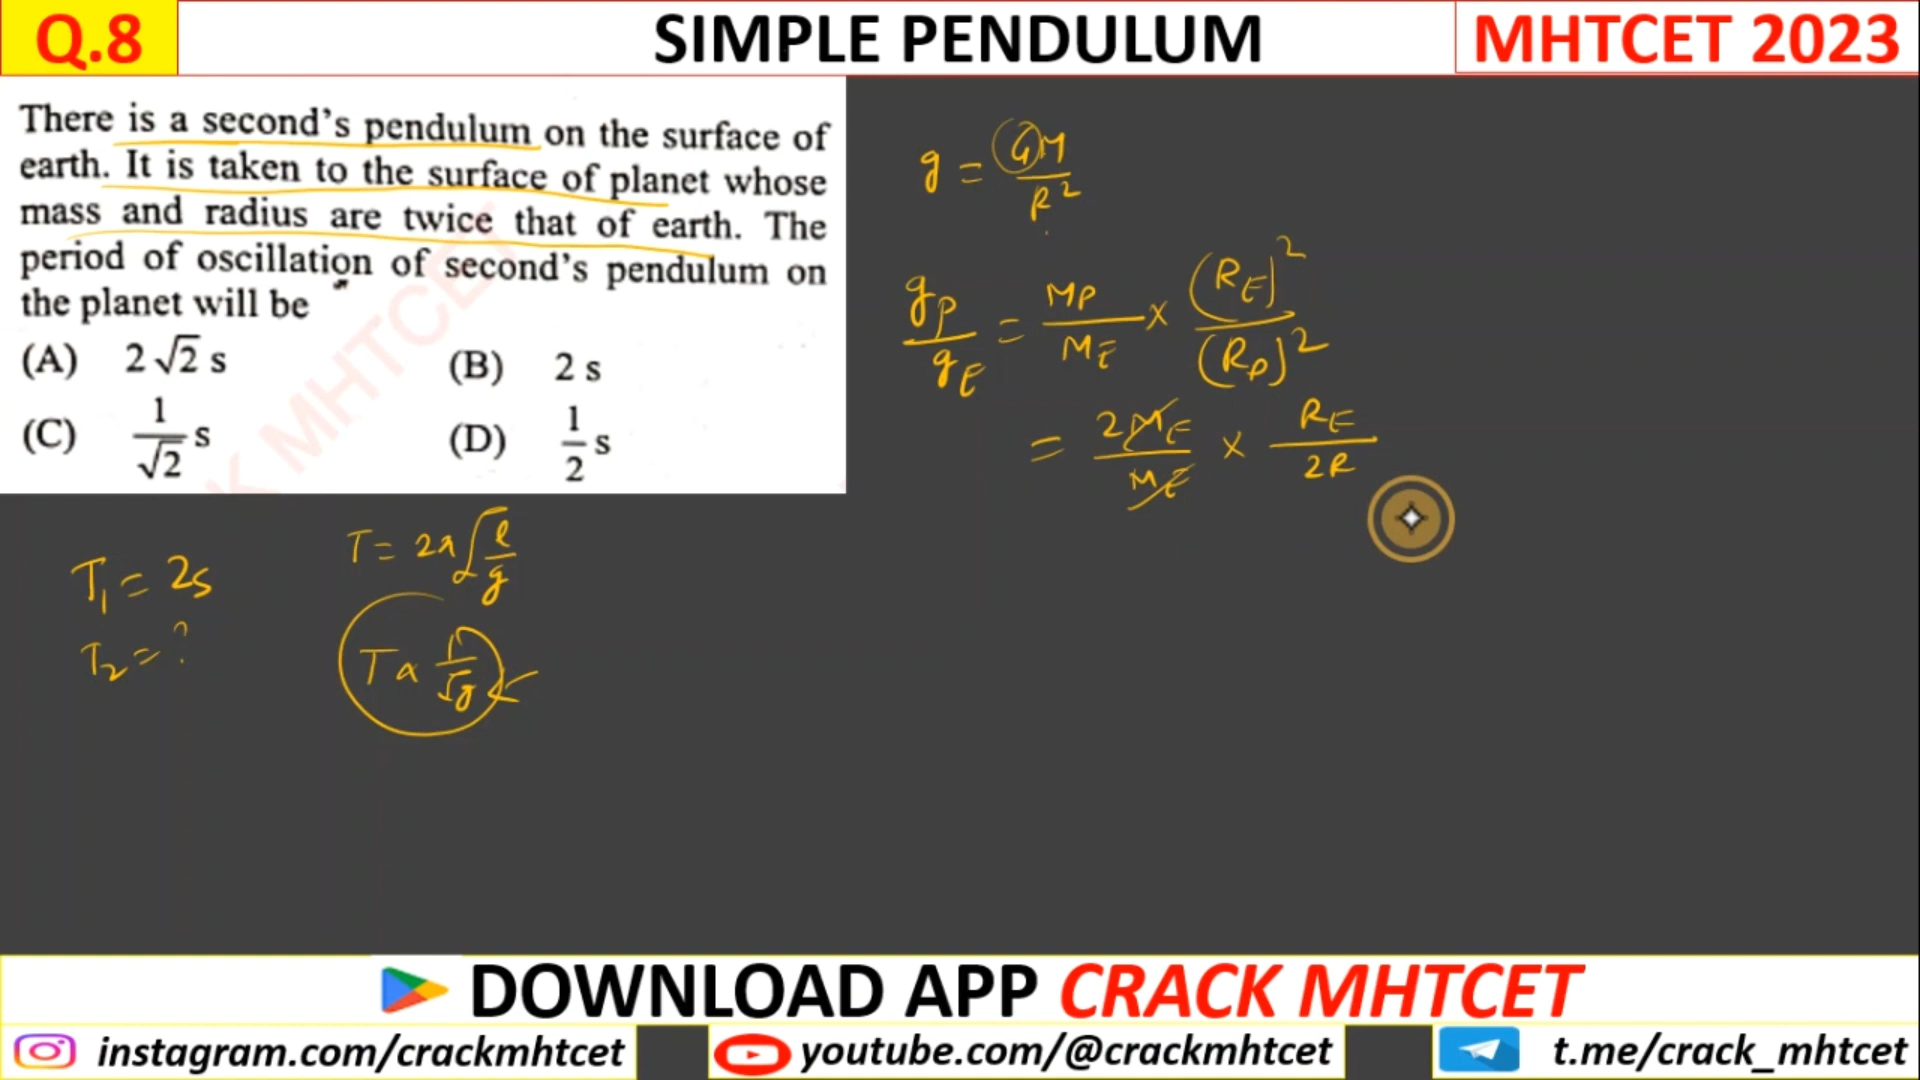 Q.8
SIMPLE PENDULUM
MHTCET 2023
There is a second's pendulum on the surface of
earth. It is taken to the surface of planet whose
mass and radius are twice that of earth. The
period of oscillation of second's pendulum on
the planet will be
(A) 2√2 s (B) 2 s
(C) 1/√2 s (D) 1/2 s
K MHTCET
g = GM/R²
gP/gE = MP/ME × (RE)²/(RP)²
= 2ME/ME × RE/2R
T = 2π√(l/g)
T₁ = 2s
T₂ = ?
T α 1/√g
DOWNLOAD APP CRACK MHTCET
instagram.com/crackmhtcet
youtube.com/@crackmhtcet
t.me/crack_mhtcet